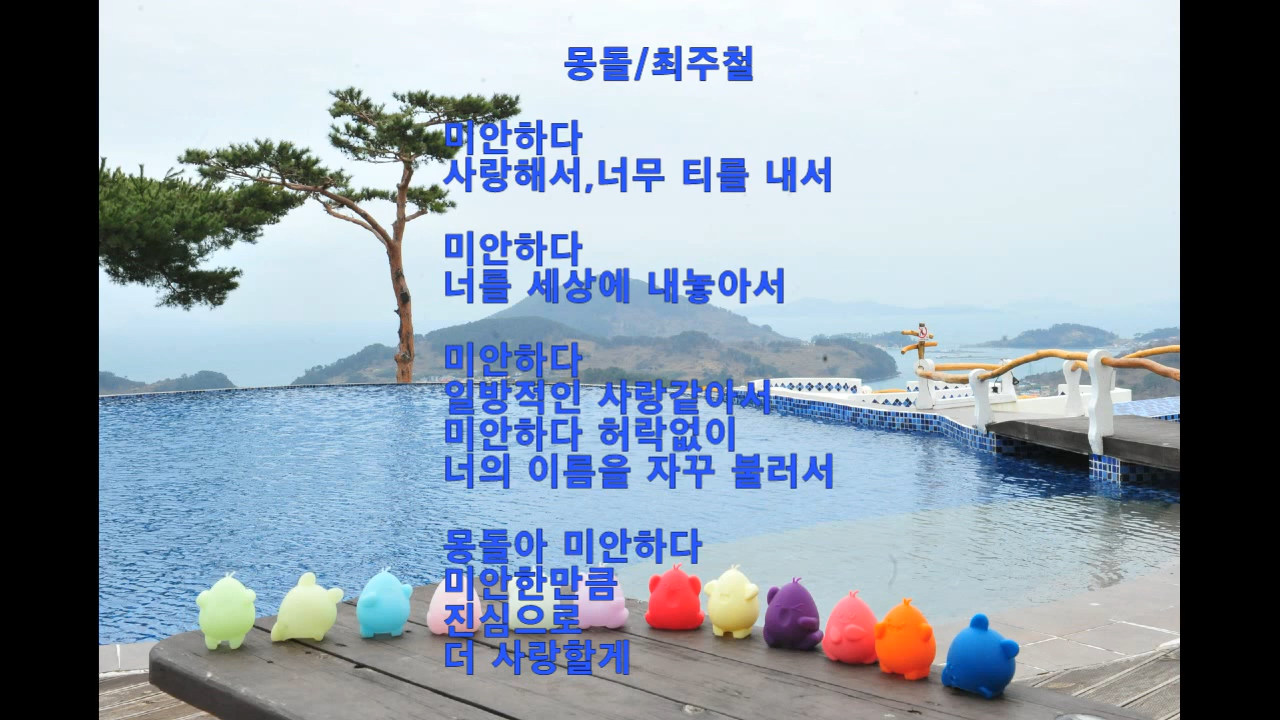 몽돌/최주철
미안하다
사랑해서,너무 티를 내서
미안하다
너를 세상에 내놓아서
미안하다
일방적인 사랑같아서
미안하다 허락없이
너의 이름을 자꾸 불러서
몽돌아 미안하다
미안한만큼
진심으로
더 사랑할게